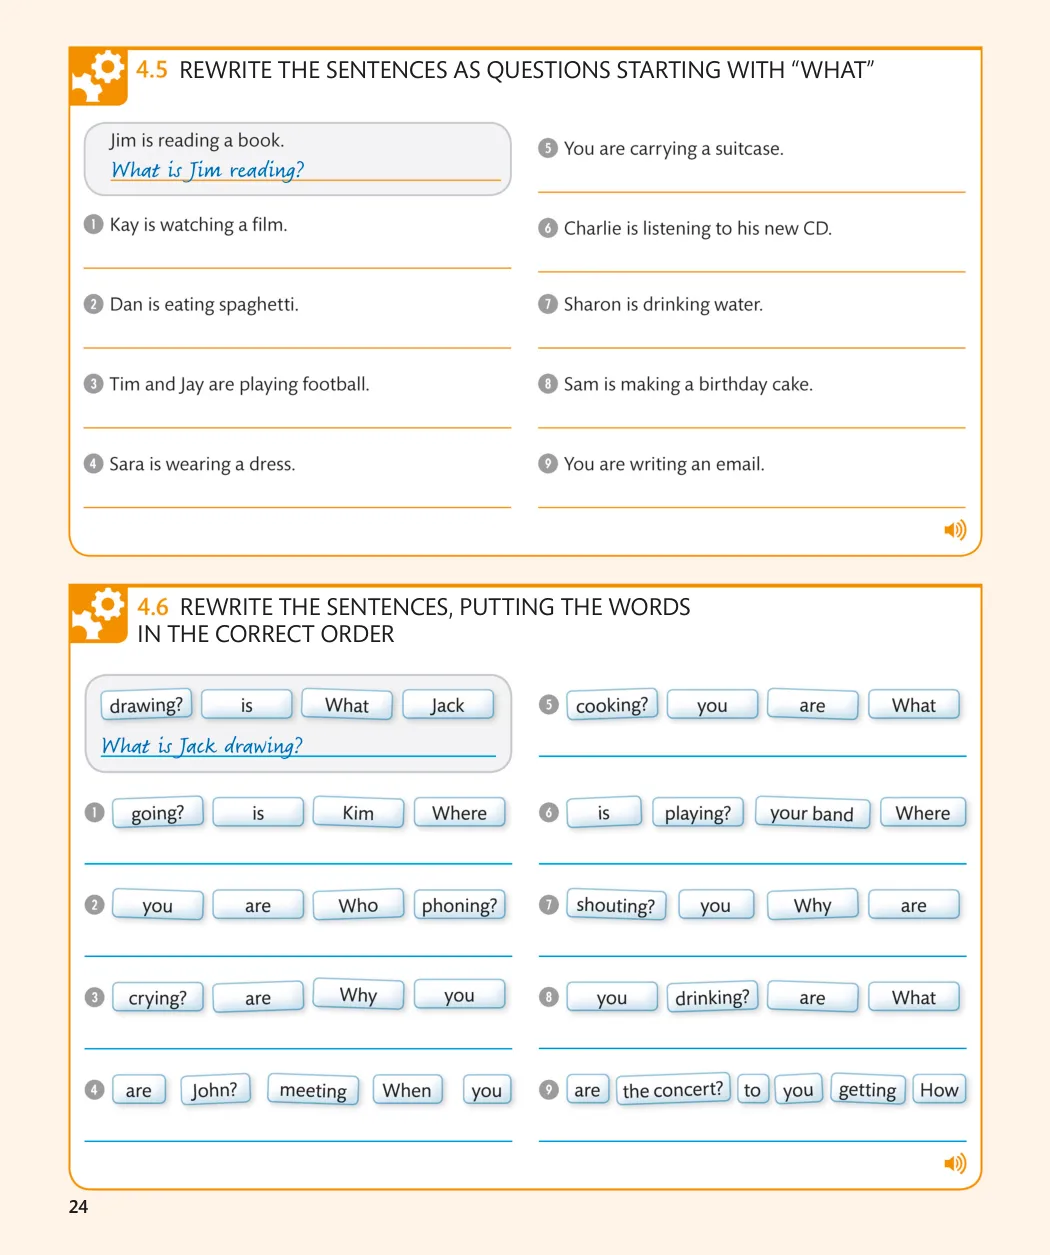 4.5 REWRITE THE SENTENCES AS QUESTIONS STARTING WITH “WHAT”
Jim is reading a book.
What is Jim reading?
1 Kay is watching a film.
2 Dan is eating spaghetti.
3 Tim and Jay are playing football.
4 Sara is wearing a dress.
5 You are carrying a suitcase.
6 Charlie is listening to his new CD.
7 Sharon is drinking water.
8 Sam is making a birthday cake.
9 You are writing an email.
4.6 REWRITE THE SENTENCES, PUTTING THE WORDS
IN THE CORRECT ORDER
drawing? is What Jack
What is Jack drawing?
1 going? is Kim Where
2 you are Who phoning?
3 crying? are Why you
4 are John? meeting When you
5 cooking? you are What
6 is playing? your band Where
7 shouting? you Why are
8 you drinking? are What
9 are the concert? to you getting How
24